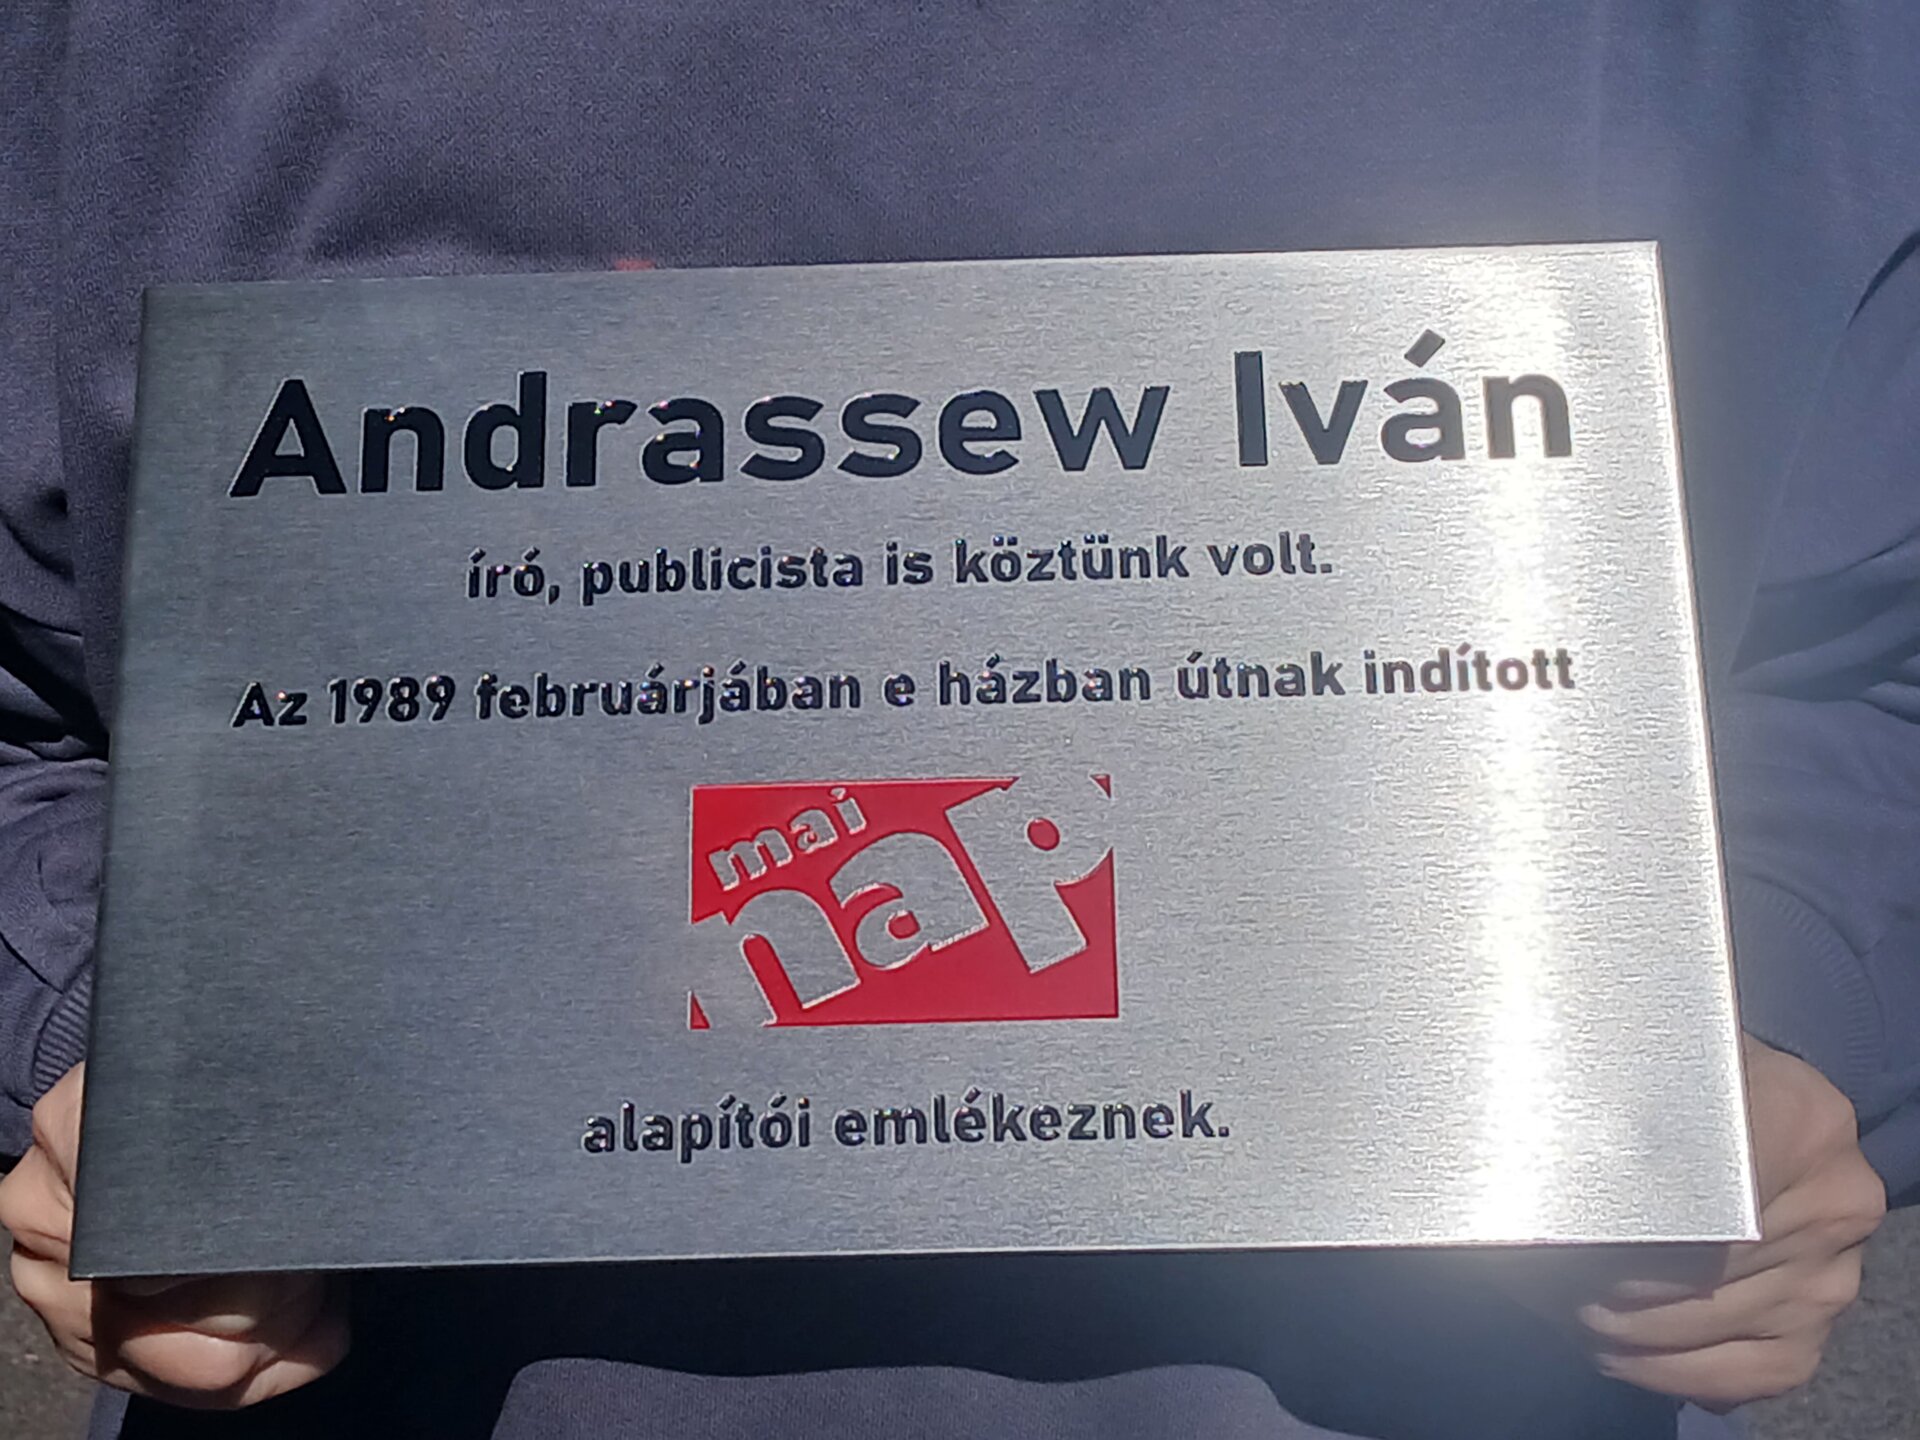 Andrassew Iván
író, publicista is köztünk volt.
Az 1989 februárjában e házban útnak indított
mai
nap
alapítói emlékeznek.